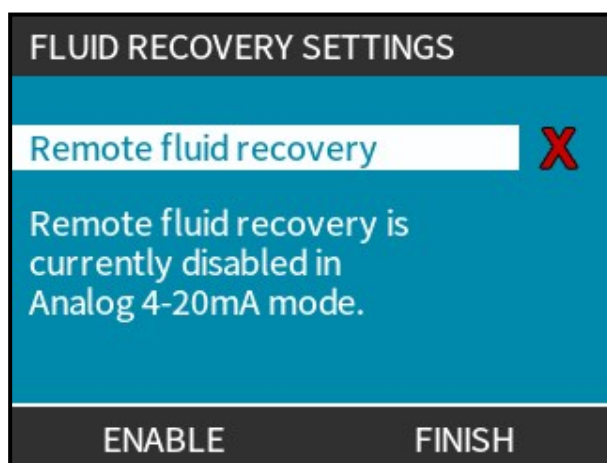 FLUID RECOVERY SETTINGS
Remote fluid recovery X
Remote fluid recovery is
currently disabled in
Analog 4-20mA mode.
ENABLE FINISH